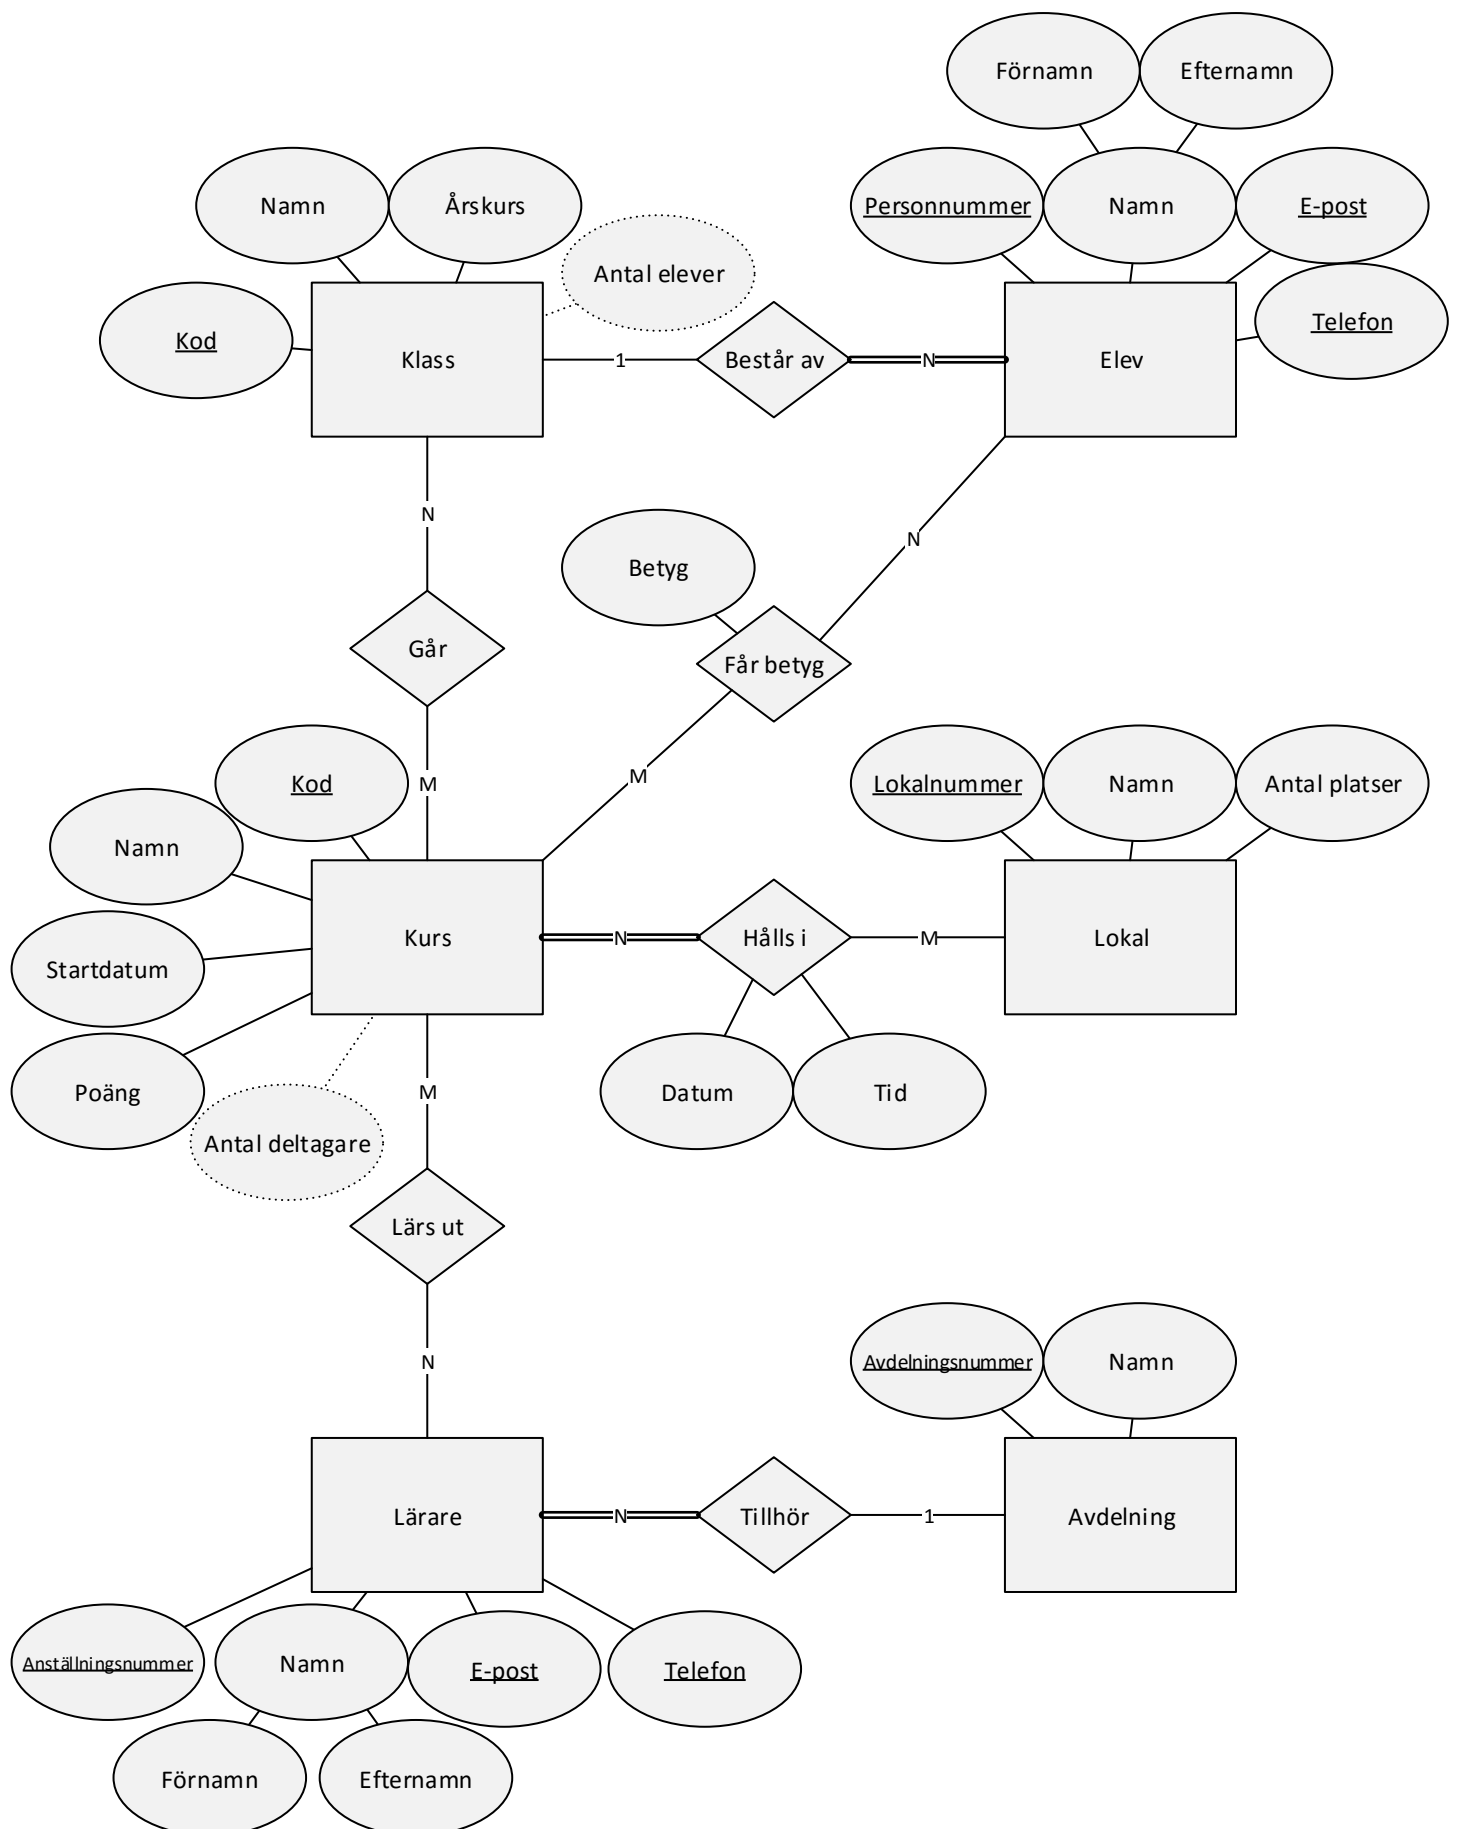 Förnamn
Efternamn
Namn
Årskurs
Personnummer
Namn
E-post
Antal elever
Kod
Telefon
Klass
1
Består av
N
Elev
N
N
Betyg
Går
Får betyg
Kod
M
M
Lokalnummer
Namn
Antal platser
Namn
Kurs
N
Hålls i
M
Lokal
Startdatum
Poäng
M
Datum
Tid
Antal deltagare
Lärs ut
N
Avdelningsnummer
Namn
Lärare
N
Tillhör
1
Avdelning
Anställningsnummer
Namn
E-post
Telefon
Förnamn
Efternamn